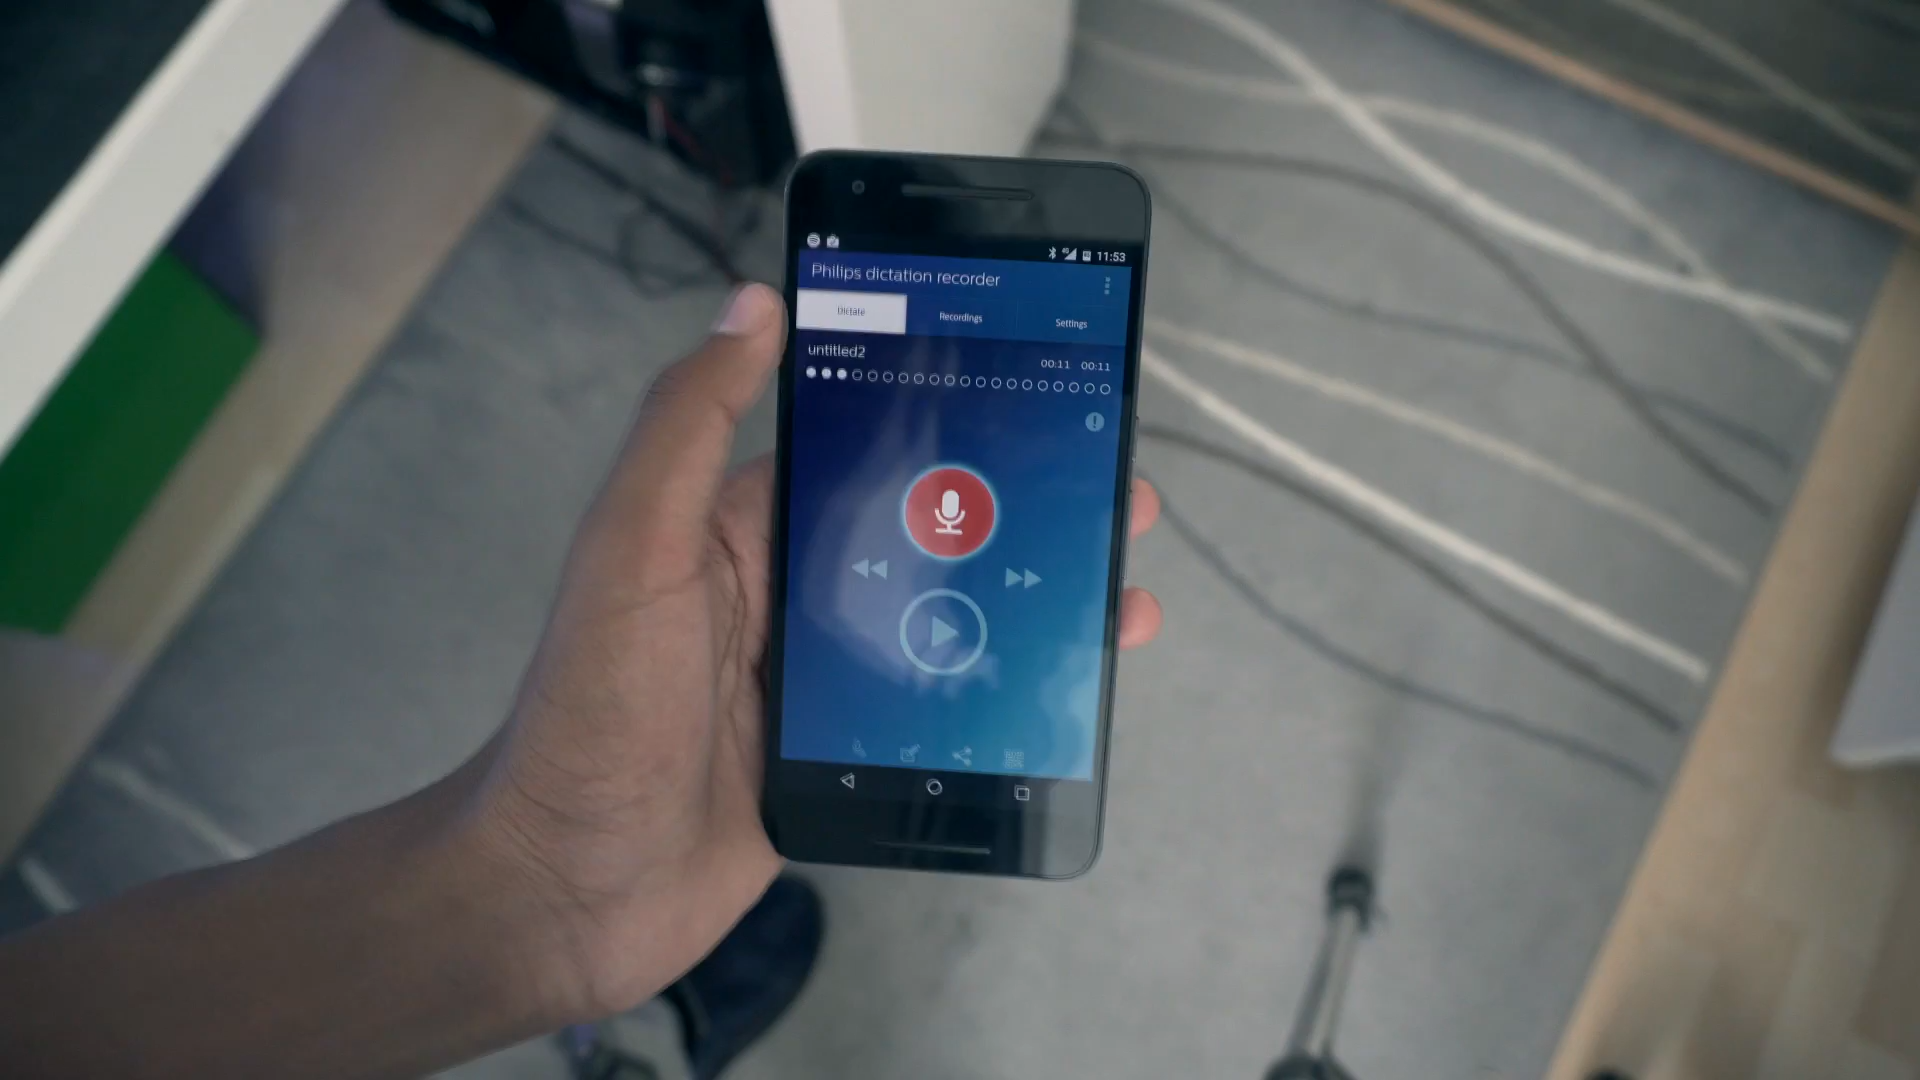 11:53
Philips dictation recorder
Dictate Recordings Settings
untitled2 00:11 00:11